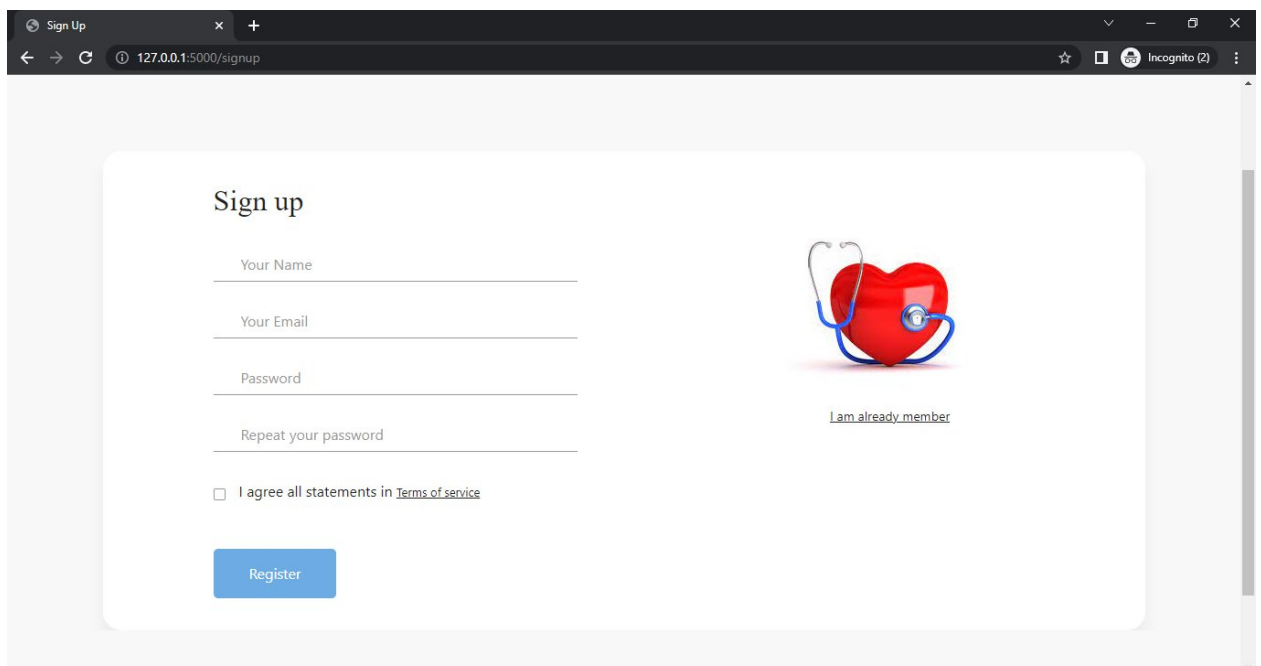 Sign Up
127.0.0.1:5000/signup
Incognito (2)
Sign up
Your Name
Your Email
Password
Repeat your password
I agree all statements in Terms of service
Register
I am already member